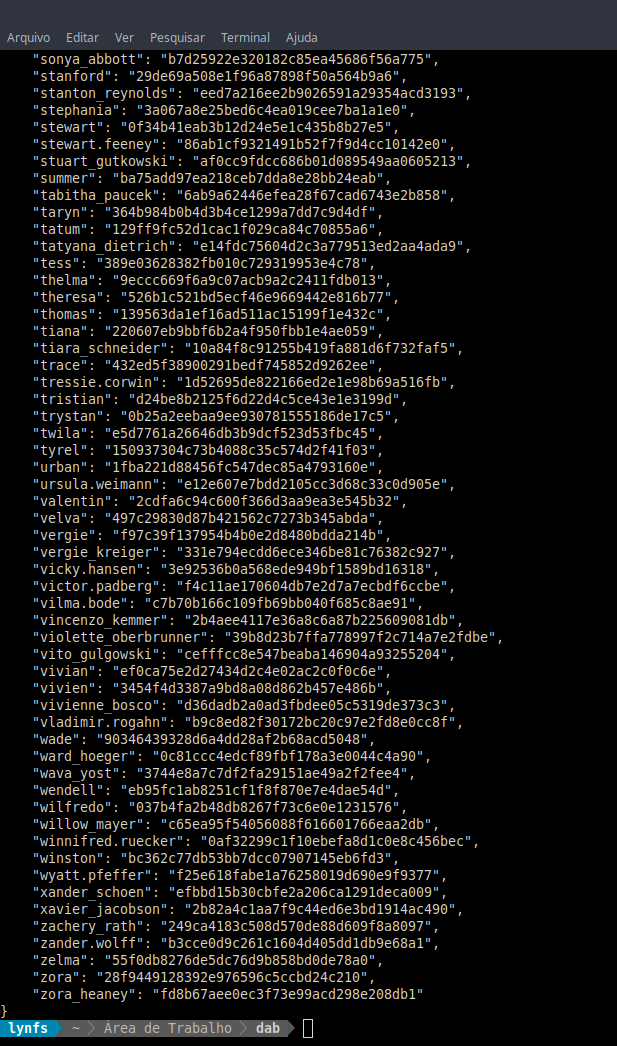 Arquivo Editar Ver Pesquisar Terminal Ajuda
"sonya_abbott": "b7d25922e320182c85ea45686f56a775",
"stanford": "29de69a508e1f96a87898f50a564b9a6",
"stanton_reynolds": "eed7a216ee2b9026591a29354acd3193",
"stephania": "3a067a8e25bed6c4ea019cee7ba1a1e0",
"stewart": "0f34b41eab3b12d24e5e1c435b8b27e5",
"stewart.feeney": "86ab1cf9321491b52f7f9d4cc10142e0",
"stuart_gutkowski": "af0cc9fdcc686b01d089549aa0605213",
"summer": "ba75add97ea218ceb7dda8e28bb24eab",
"tabitha_paucek": "6ab9a62446efea28f67cad6743e2b858",
"taryn": "364b984b0b4d3b4ce1299a7dd7c9d4df",
"tatum": "129ff9fc52d1cac1f029ca84c70855a6",
"tatyana_dietrich": "e14fdc75604d2c3a779513ed2aa4ada9",
"tess": "389e03628382fb010c729319953e4c78",
"thelma": "9eccc669f6a9c07acb9a2c2411fdb013",
"theresa": "526b1c521bd5ecf46e9669442e816b77",
"thomas": "139563da1ef16ad511ac15199f1e432c",
"tiana": "220607eb9bbf6b2a4f950fbb1e4ae059",
"tiara_schneider": "10a84f8c91255b419fa881d6f732faf5",
"trace": "432ed5f38900291bedf745852d9262ee",
"tressie.corwin": "1d52695de822166ed2e1e98b69a516fb",
"tristian": "d24be8b2125f6d22d4c5ce43e1e3199d",
"trystan": "0b25a2eebaa9ee930781555186de17c5",
"twila": "e5d7761a26646db3b9dcf523d53fbc45",
"tyrel": "150937304c73b4088c35c574d2f41f03",
"urban": "1fba221d88456fc547dec85a4793160e",
"ursula.weimann": "e12e607e7bdd2105cc3d68c33c0d905e",
"valentin": "2cdfa6c94c600f366d3aa9ea3e545b32",
"velva": "497c29830d87b421562c7273b345abda",
"vergie": "f97c39f137954b4b0e2d8480bdda214b",
"vergie_kreiger": "331e794ecdd6ece346be81c76382c927",
"vicky.hansen": "3e92536b0a568ede949bf1589bd16318",
"victor.padberg": "f4c11ae170604db7e2d7a7ecbdf6ccbe",
"vilma.bode": "c7b70b166c109fb69bb040f685c8ae91",
"vincenzo_kemmer": "2b4aee4117e36a8c6a87b225609081db",
"violette_oberbrunner": "39b8d23b7ffa778997f2c714a7e2fdbe",
"vito_gulgowski": "cefffcc8e547beaba146904a93255204",
"vivian": "ef0ca75e2d27434d2c4e02ac2c0f0c6e",
"vivien": "3454f4d3387a9bd8a08d862b457e486b",
"vivienne_bosco": "d36dadb2a0ad3fbdee05c5319de373c3",
"vladimir.rogahn": "b9c8ed82f30172bc20c97e2fd8e0cc8f",
"wade": "90346439328d6a4dd28af2b68acd5048",
"ward_hoeger": "0c81ccc4edcf89fbf178a3e0044c4a90",
"wava_yost": "3744e8a7c7df2fa29151ae49a2f2fee4",
"wendell": "eb95fc1ab8251cf1f8f870e7e4dae54d",
"wilfredo": "037b4fa2b48db8267f73c6e0e1231576",
"willow_mayer": "c65ea95f54056088f616601766eaa2db",
"winnifred.ruecker": "0af32299c1f10ebefa8d1c0e8c456bec",
"winston": "bc362c77db53bb7dcc07907145eb6fd3",
"wyatt.pfeffer": "f25e618fabe1a76258019d690e9f9377",
"xander_schoen": "efbbd15b30cbfe2a206ca1291deca009",
"xavier_jacobson": "2b82a4c1aa7f9c44ed6e3bd1914ac490",
"zachery_rath": "249ca4183c508d570de88d609f8a8097",
"zander.wolff": "b3cce0d9c261c1604d405dd1db9e68a1",
"zelma": "55f0db8276de5dc76d9b858bd0de78a0",
"zora": "28f9449128392e976596c5ccbd24c210",
"zora_heaney": "fd8b67aee0ec3f73e99acd298e208db1"
}
lynfs ~ Área de Trabalho dab